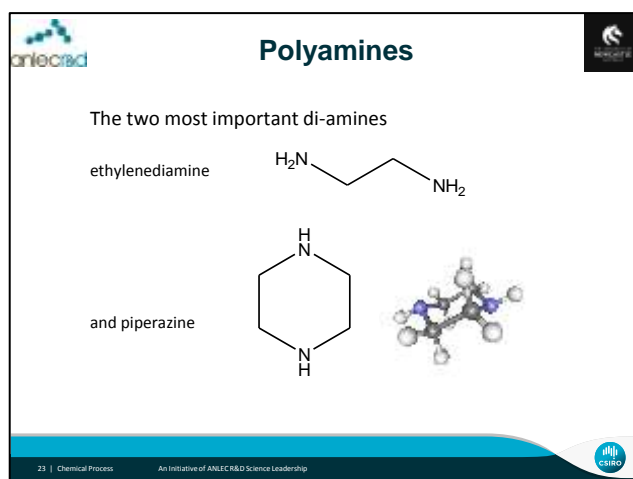 anlecr&d
Polyamines
The two most important di-amines
ethylenediamine
H2N
NH2
H
N
and piperazine
N
H
23 | Chemical Process
An Initiative of ANLEC R&D Science Leadership
CSIRO